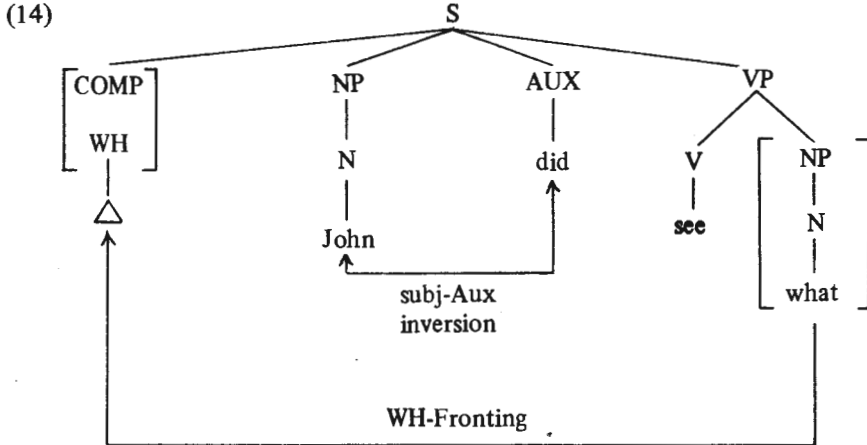 (14)
S
COMP NP AUX VP
WH N did V NP
John see N
what
subj-Aux
inversion
WH-Fronting